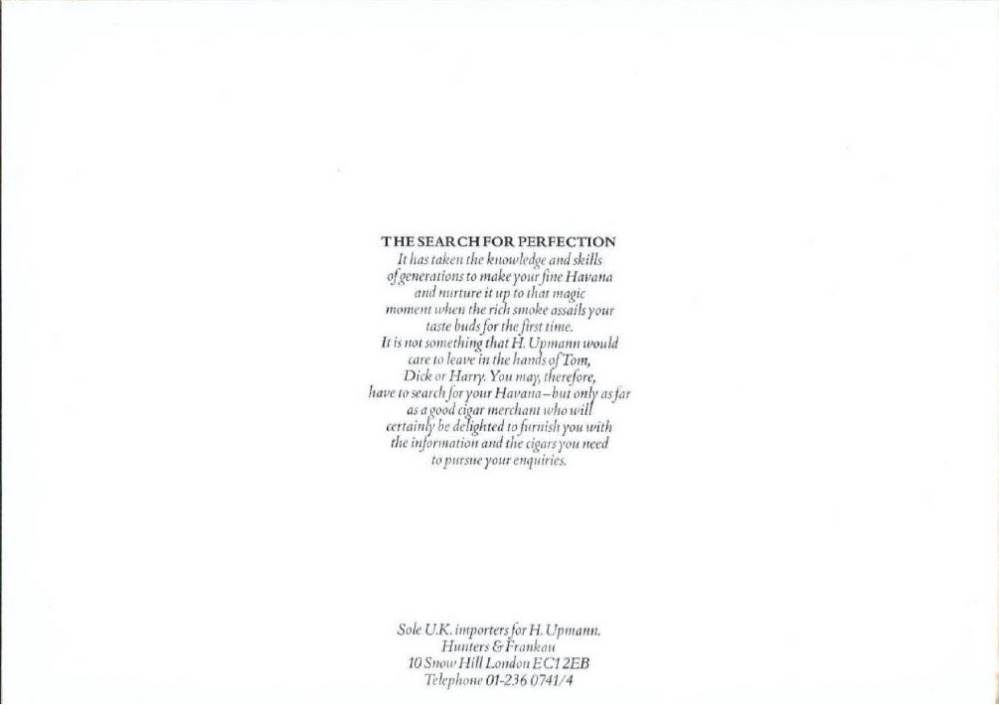 THE SEARCH FOR PERFECTION
It has taken the knowledge and skills
of generations to make your fine Havana
and nurture it up to that magic
moment when the rich smoke assails your
taste buds for the first time.
It is not something that H. Upmann would
care to leave in the hands of Tom,
Dick or Harry. You may, therefore,
have to search for your Havana–but only as far
as a good cigar merchant who will
certainly be delighted to furnish you with
the information and the cigars you need
to pursue your enquiries.
Sole U.K. importers for H. Upmann.
Hunters & Frankau
10 Snow Hill London EC1 2EB
Telephone 01-236 0741/4